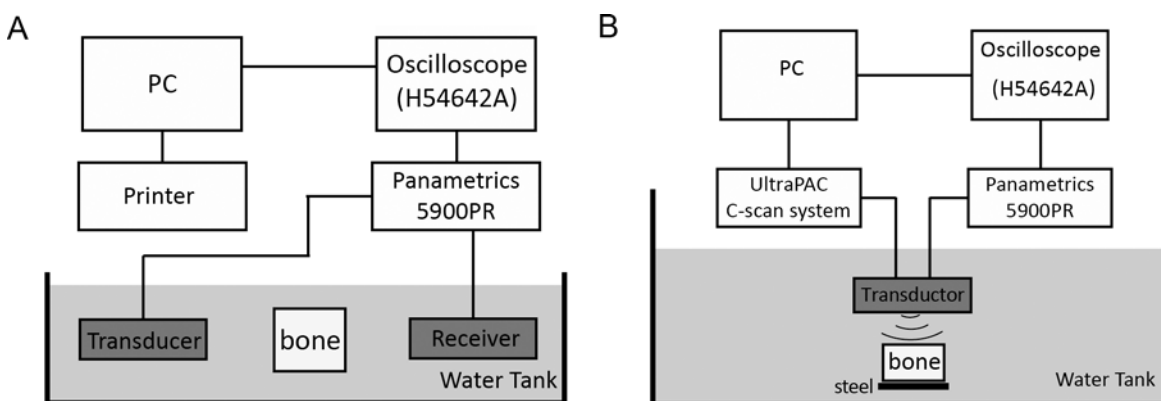 A
PC
Oscilloscope
(H54642A)
Printer
Panametrics
5900PR
Transducer
bone
Receiver
Water Tank
B
PC
Oscilloscope
(H54642A)
UltraPAC
C-scan system
Panametrics
5900PR
Transductor
bone
steel
Water Tank